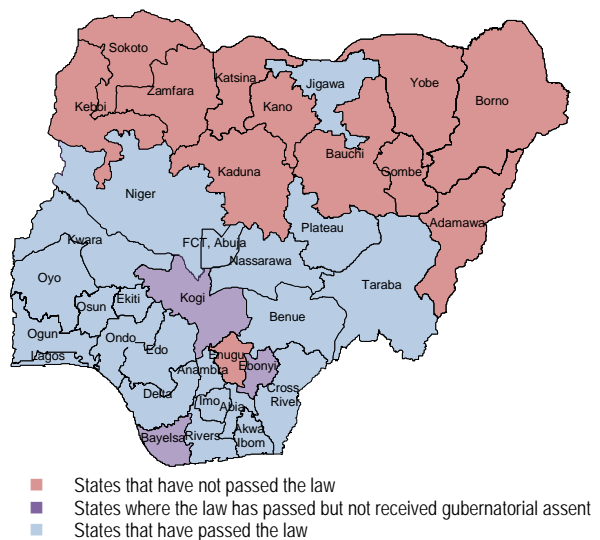 Sokoto
Katsina
Yobe
Jigawa
Zamfara
Kebbi
Kano
Borno
Bauchi
Kaduna
Gombe
Niger
Adamawa
Plateau
Kwara
FCT, Abuja
Nassarawa
Oyo
Taraba
Kogi
Ekiti
Osun
Benue
Ogun
Ondo
Edo
Lagos
Enugu
Ebonyi
Anambra
Cross
River
Delta
Imo
Abia
Akwa
Ibom
Bayelsa
Rivers
States that have not passed the law
States where the law has passed but not received gubernatorial assent
States that have passed the law